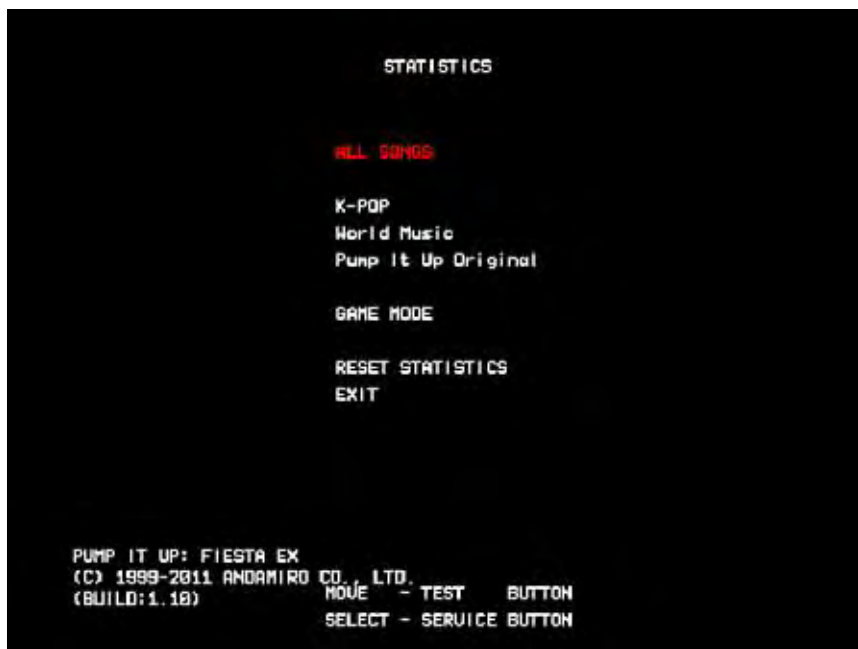 STATISTICS
ALL SONGS
K-POP
World Music
Pump It Up Original
GAME MODE
RESET STATISTICS
EXIT
PUMP IT UP: FIESTA EX
(C) 1999-2011 ANDAMIRO CO., LTD.
(BUILD:1.10)
MOVE - TEST BUTTON
SELECT - SERVICE BUTTON